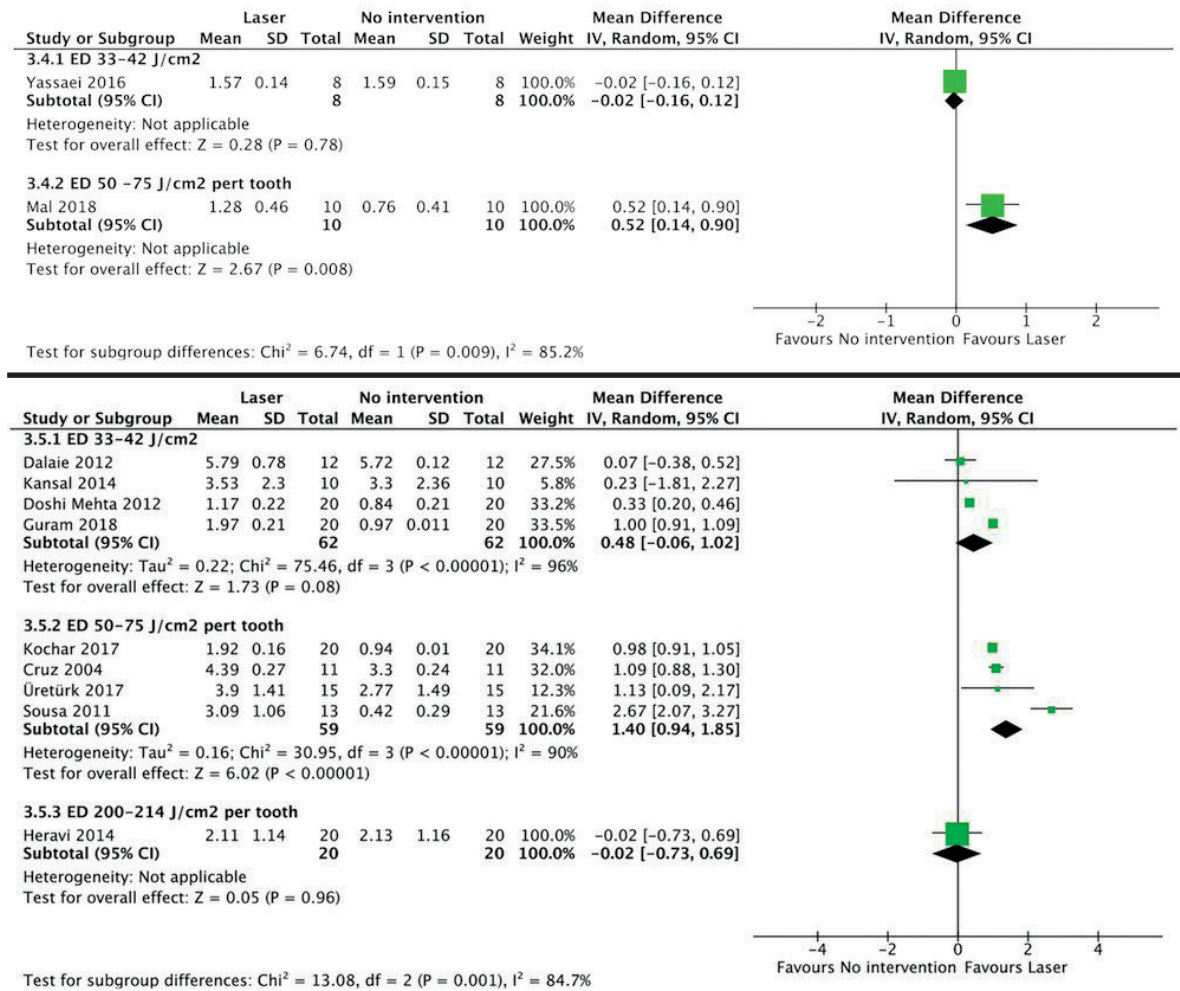 Laser No intervention Mean Difference Mean Difference
Study or Subgroup Mean SD Total Mean SD Total Weight IV, Random, 95% CI IV, Random, 95% CI
3.4.1 ED 33-42 J/cm2
Yassaei 2016 1.57 0.14 8 1.59 0.15 8 100.0% -0.02 [-0.16, 0.12]
Subtotal (95% CI) 8 8 100.0% -0.02 [-0.16, 0.12]
Heterogeneity: Not applicable
Test for overall effect: Z = 0.28 (P = 0.78)
3.4.2 ED 50 -75 J/cm2 pert tooth
Mal 2018 1.28 0.46 10 0.76 0.41 10 100.0% 0.52 [0.14, 0.90]
Subtotal (95% CI) 10 10 100.0% 0.52 [0.14, 0.90]
Heterogeneity: Not applicable
Test for overall effect: Z = 2.67 (P = 0.008)
-2 -1 0 1 2
Favours No intervention Favours Laser
Test for subgroup differences: Chi² = 6.74, df = 1 (P = 0.009), I² = 85.2%
Laser No intervention Mean Difference Mean Difference
Study or Subgroup Mean SD Total Mean SD Total Weight IV, Random, 95% CI IV, Random, 95% CI
3.5.1 ED 33-42 J/cm2
Dalaie 2012 5.79 0.78 12 5.72 0.12 12 27.5% 0.07 [-0.38, 0.52]
Kansal 2014 3.53 2.3 10 3.3 2.36 10 5.8% 0.23 [-1.81, 2.27]
Doshi Mehta 2012 1.17 0.22 20 0.84 0.21 20 33.2% 0.33 [0.20, 0.46]
Guram 2018 1.97 0.21 20 0.97 0.011 20 33.5% 1.00 [0.91, 1.09]
Subtotal (95% CI) 62 62 100.0% 0.48 [-0.06, 1.02]
Heterogeneity: Tau² = 0.22; Chi² = 75.46, df = 3 (P < 0.00001); I² = 96%
Test for overall effect: Z = 1.73 (P = 0.08)
3.5.2 ED 50-75 J/cm2 pert tooth
Kochar 2017 1.92 0.16 20 0.94 0.01 20 34.1% 0.98 [0.91, 1.05]
Cruz 2004 4.39 0.27 11 3.3 0.24 11 32.0% 1.09 [0.88, 1.30]
Üretürk 2017 3.9 1.41 15 2.77 1.49 15 12.3% 1.13 [0.09, 2.17]
Sousa 2011 3.09 1.06 13 0.42 0.29 13 21.6% 2.67 [2.07, 3.27]
Subtotal (95% CI) 59 59 100.0% 1.40 [0.94, 1.85]
Heterogeneity: Tau² = 0.16; Chi² = 30.95, df = 3 (P < 0.00001); I² = 90%
Test for overall effect: Z = 6.02 (P < 0.00001)
3.5.3 ED 200-214 J/cm2 per tooth
Heravi 2014 2.11 1.14 20 2.13 1.16 20 100.0% -0.02 [-0.73, 0.69]
Subtotal (95% CI) 20 20 100.0% -0.02 [-0.73, 0.69]
Heterogeneity: Not applicable
Test for overall effect: Z = 0.05 (P = 0.96)
-4 -2 0 2 4
Favours No intervention Favours Laser
Test for subgroup differences: Chi² = 13.08, df = 2 (P = 0.001), I² = 84.7%